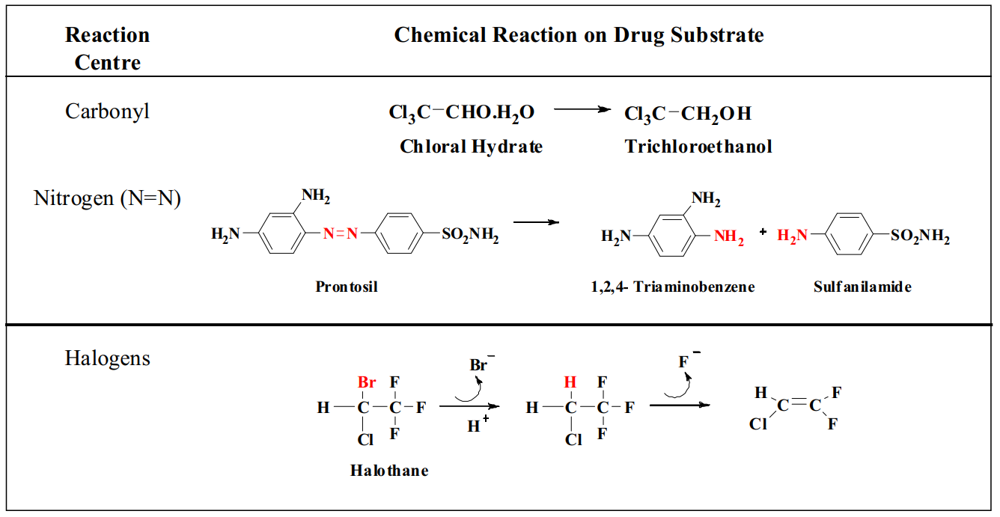 Reaction Centre
Chemical Reaction on Drug Substrate
Carbonyl
Cl3C–CHO.H2O
Cl3C–CH2OH
Chloral Hydrate
Trichloroethanol
Nitrogen (N=N)
NH2
H2N
N=N
SO2NH2
NH2
H2N
NH2
+
H2N
SO2NH2
Prontosil
1,2,4- Triaminobenzene
Sulfanilamide
Halogens
Br F
H C C F
Cl F
Halothane
Br–
H+
H F
H C C F
Cl F
F–
H F
C=C
Cl F